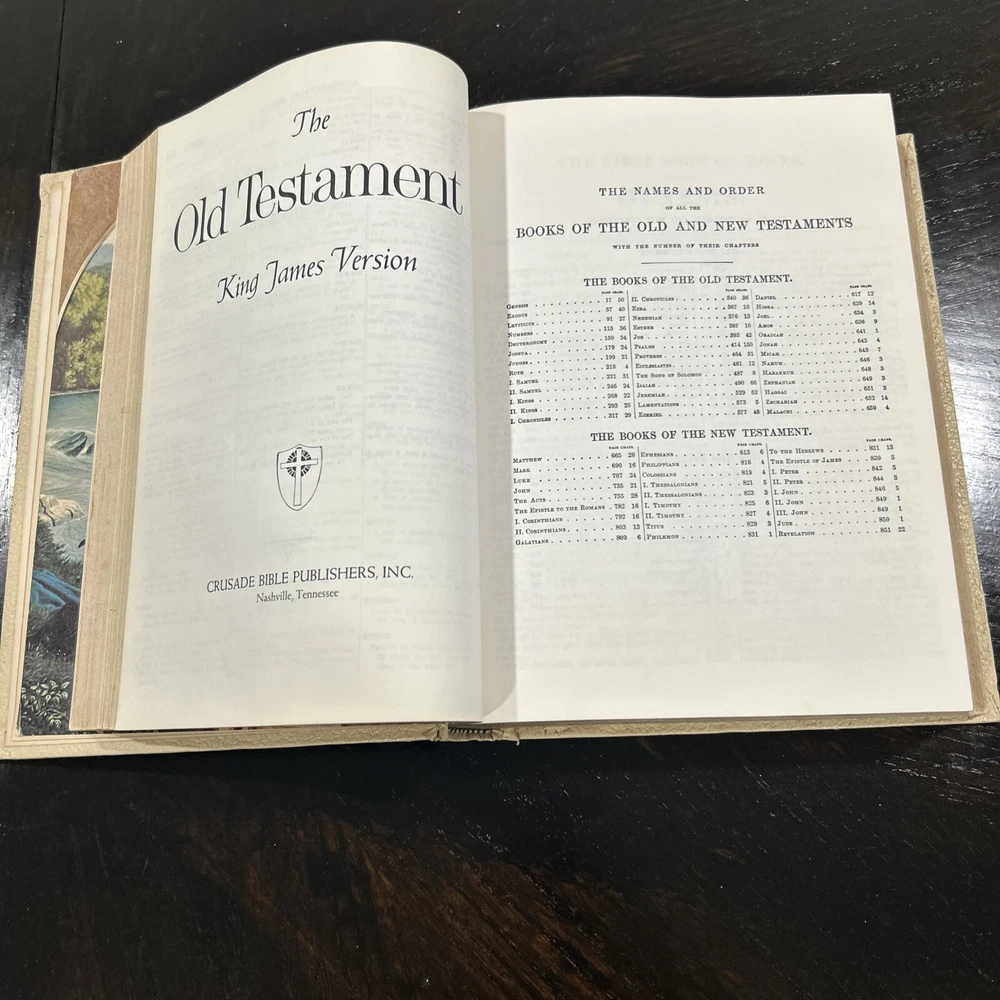 The
Old Testament
King James Version
CRUSADE BIBLE PUBLISHERS, INC.
Nashville, Tennessee
THE NAMES AND ORDER
OF ALL THE
BOOKS OF THE OLD AND NEW TESTAMENTS
WITH THE NUMBER OF THEIR CHAPTERS
THE BOOKS OF THE OLD TESTAMENT.
PAGE CHAPS.
GENESIS 17 50
EXODUS 57 40
LEVITICUS 91 27
NUMBERS 115 36
DEUTERONOMY 150 34
JOSHUA 179 24
JUDGES 199 21
RUTH 218 4
I. SAMUEL 221 31
II. SAMUEL 246 24
I. KINGS 268 22
II. KINGS 293 25
I. CHRONICLES 317 29
PAGE CHAPS.
II. CHRONICLES 340 36
EZRA 367 10
NEHEMIAH 376 13
ESTHER 387 10
JOB 393 42
PSALMS 414 150
PROVERBS 464 31
ECCLESIASTES 481 12
THE SONG OF SOLOMON 487 8
ISAIAH 490 66
JEREMIAH 529 52
LAMENTATIONS 573 5
EZEKIEL 577 48
PAGE CHAPS.
DANIEL 617 12
HOSEA 629 14
JOEL 634 3
AMOS 636 9
OBADIAH 641 1
JONAH 642 4
MICAH 643 7
NAHUM 646 3
HABAKKUK 648 3
ZEPHANIAH 649 3
HAGGAI 651 2
ZECHARIAH 652 14
MALACHI 659 4
THE BOOKS OF THE NEW TESTAMENT.
PAGE CHAPS.
MATTHEW 665 28
MARK 690 16
LUKE 707 24
JOHN 735 21
THE ACTS 755 28
THE EPISTLE TO THE ROMANS 782 16
I. CORINTHIANS 792 16
II. CORINTHIANS 803 13
GALATIANS 809 6
PAGE CHAPS.
EPHESIANS 813 6
PHILIPPIANS 816 4
COLOSSIANS 819 4
I. THESSALONIANS 821 5
II. THESSALONIANS 823 3
I. TIMOTHY 825 6
II. TIMOTHY 827 4
TITUS 829 3
PHILEMON 831 1
PAGE CHAPS.
TO THE HEBREWS 831 13
THE EPISTLE OF JAMES 839 5
I. PETER 842 5
II. PETER 844 3
I. JOHN 846 5
II. JOHN 849 1
III. JOHN 849 1
JUDE 850 1
REVELATION 851 22